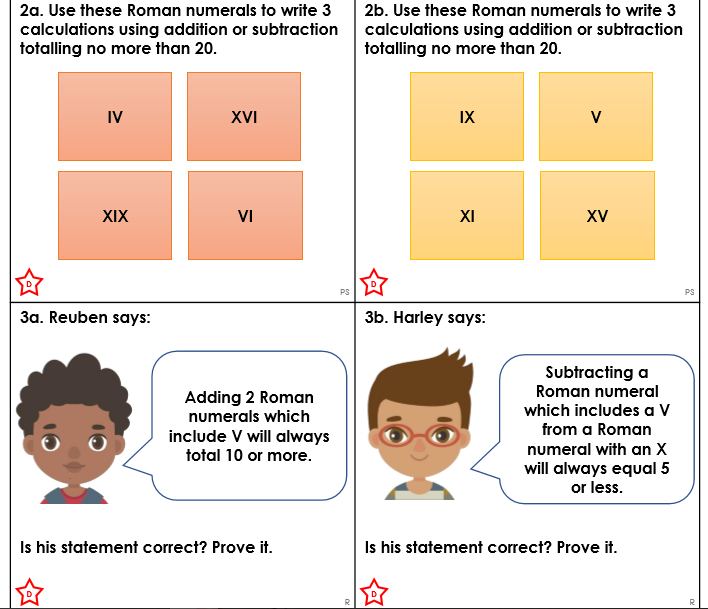 2a. Use these Roman numerals to write 3
calculations using addition or subtraction
totalling no more than 20.
IV
XVI
XIX
VI
D
PS
2b. Use these Roman numerals to write 3
calculations using addition or subtraction
totalling no more than 20.
IX
V
XI
XV
D
PS
3a. Reuben says:
Adding 2 Roman
numerals which
include V will always
total 10 or more.
Is his statement correct? Prove it.
D
R
3b. Harley says:
Subtracting a
Roman numeral
which includes a V
from a Roman
numeral with an X
will always equal 5
or less.
Is his statement correct? Prove it.
D
R